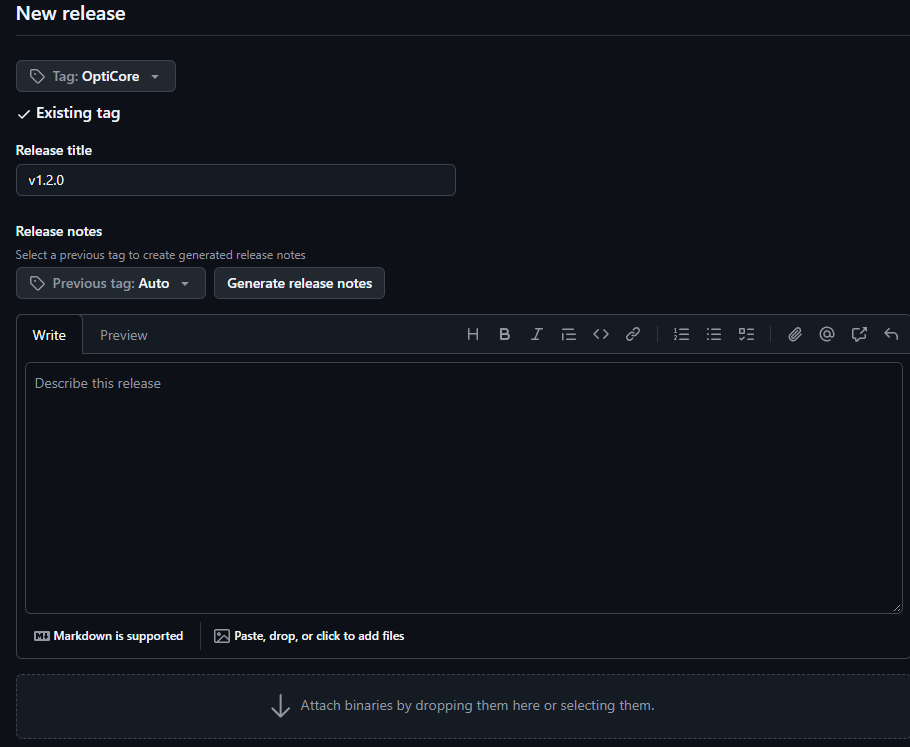 New release
Tag: OptiCore
Existing tag
Release title
v1.2.0
Release notes
Select a previous tag to create generated release notes
Previous tag: Auto
Generate release notes
Write Preview
Describe this release
Markdown is supported
Paste, drop, or click to add files
Attach binaries by dropping them here or selecting them.